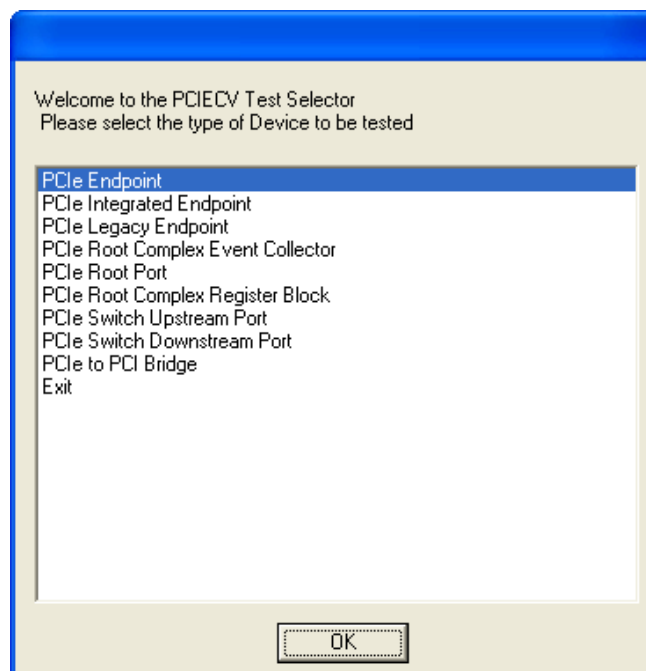 Welcome to the PCIECV Test Selector
Please select the type of Device to be tested
PCIe Endpoint
PCIe Integrated Endpoint
PCIe Legacy Endpoint
PCIe Root Complex Event Collector
PCIe Root Port
PCIe Root Complex Register Block
PCIe Switch Upstream Port
PCIe Switch Downstream Port
PCIe to PCI Bridge
Exit
OK